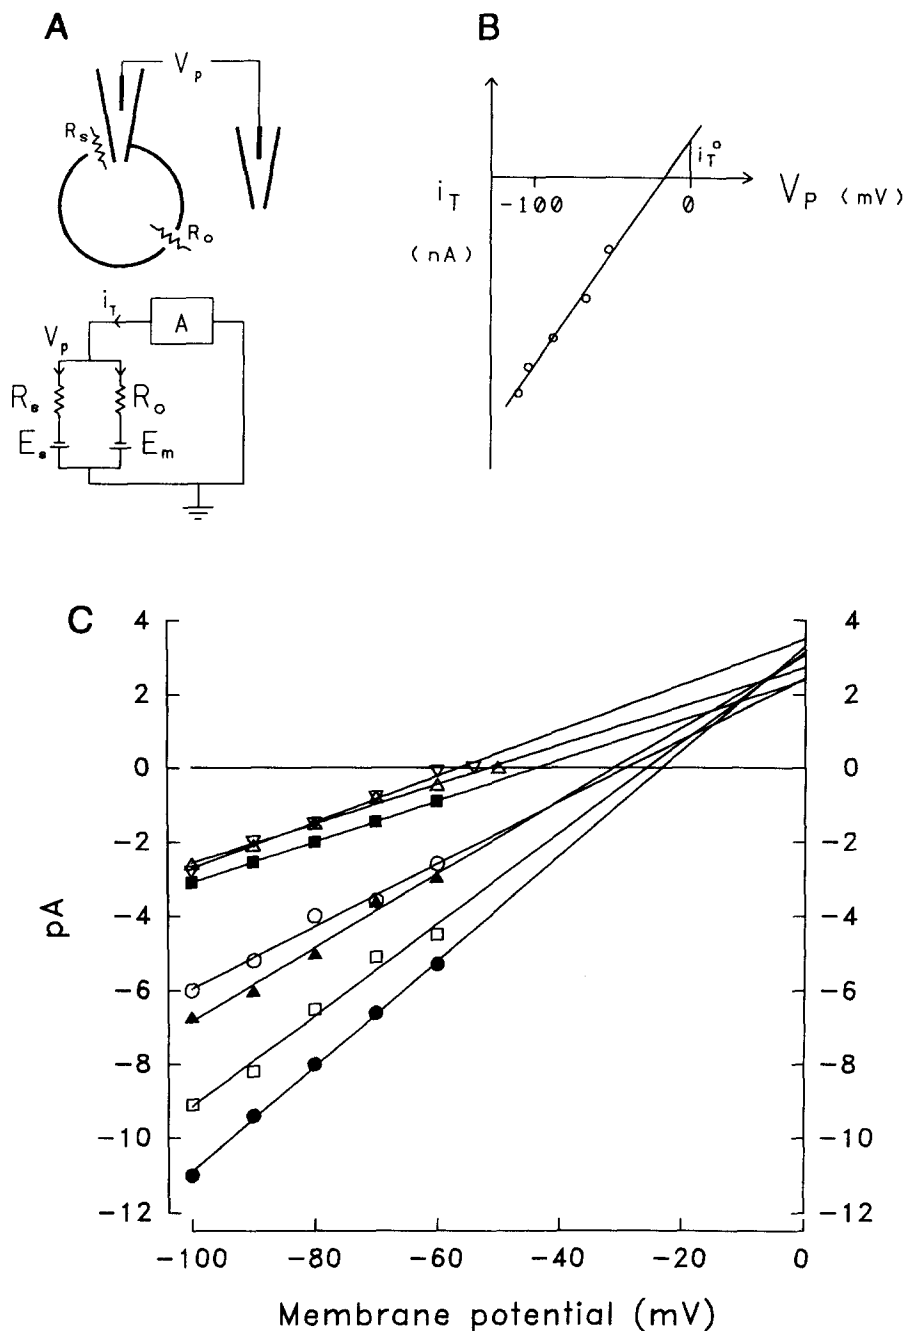 A
B
V_p
R_s
R_o
i_T
A
V_p
R_s
R_o
E_s
E_m
i_T^o
i_T
-100
0
V_p (mV)
(nA)
C
4
2
0
-2
-4
-6
-8
-10
-12
pA
4
2
0
-2
-4
-6
-8
-10
-12
-100
-80
-60
-40
-20
0
Membrane potential (mV)